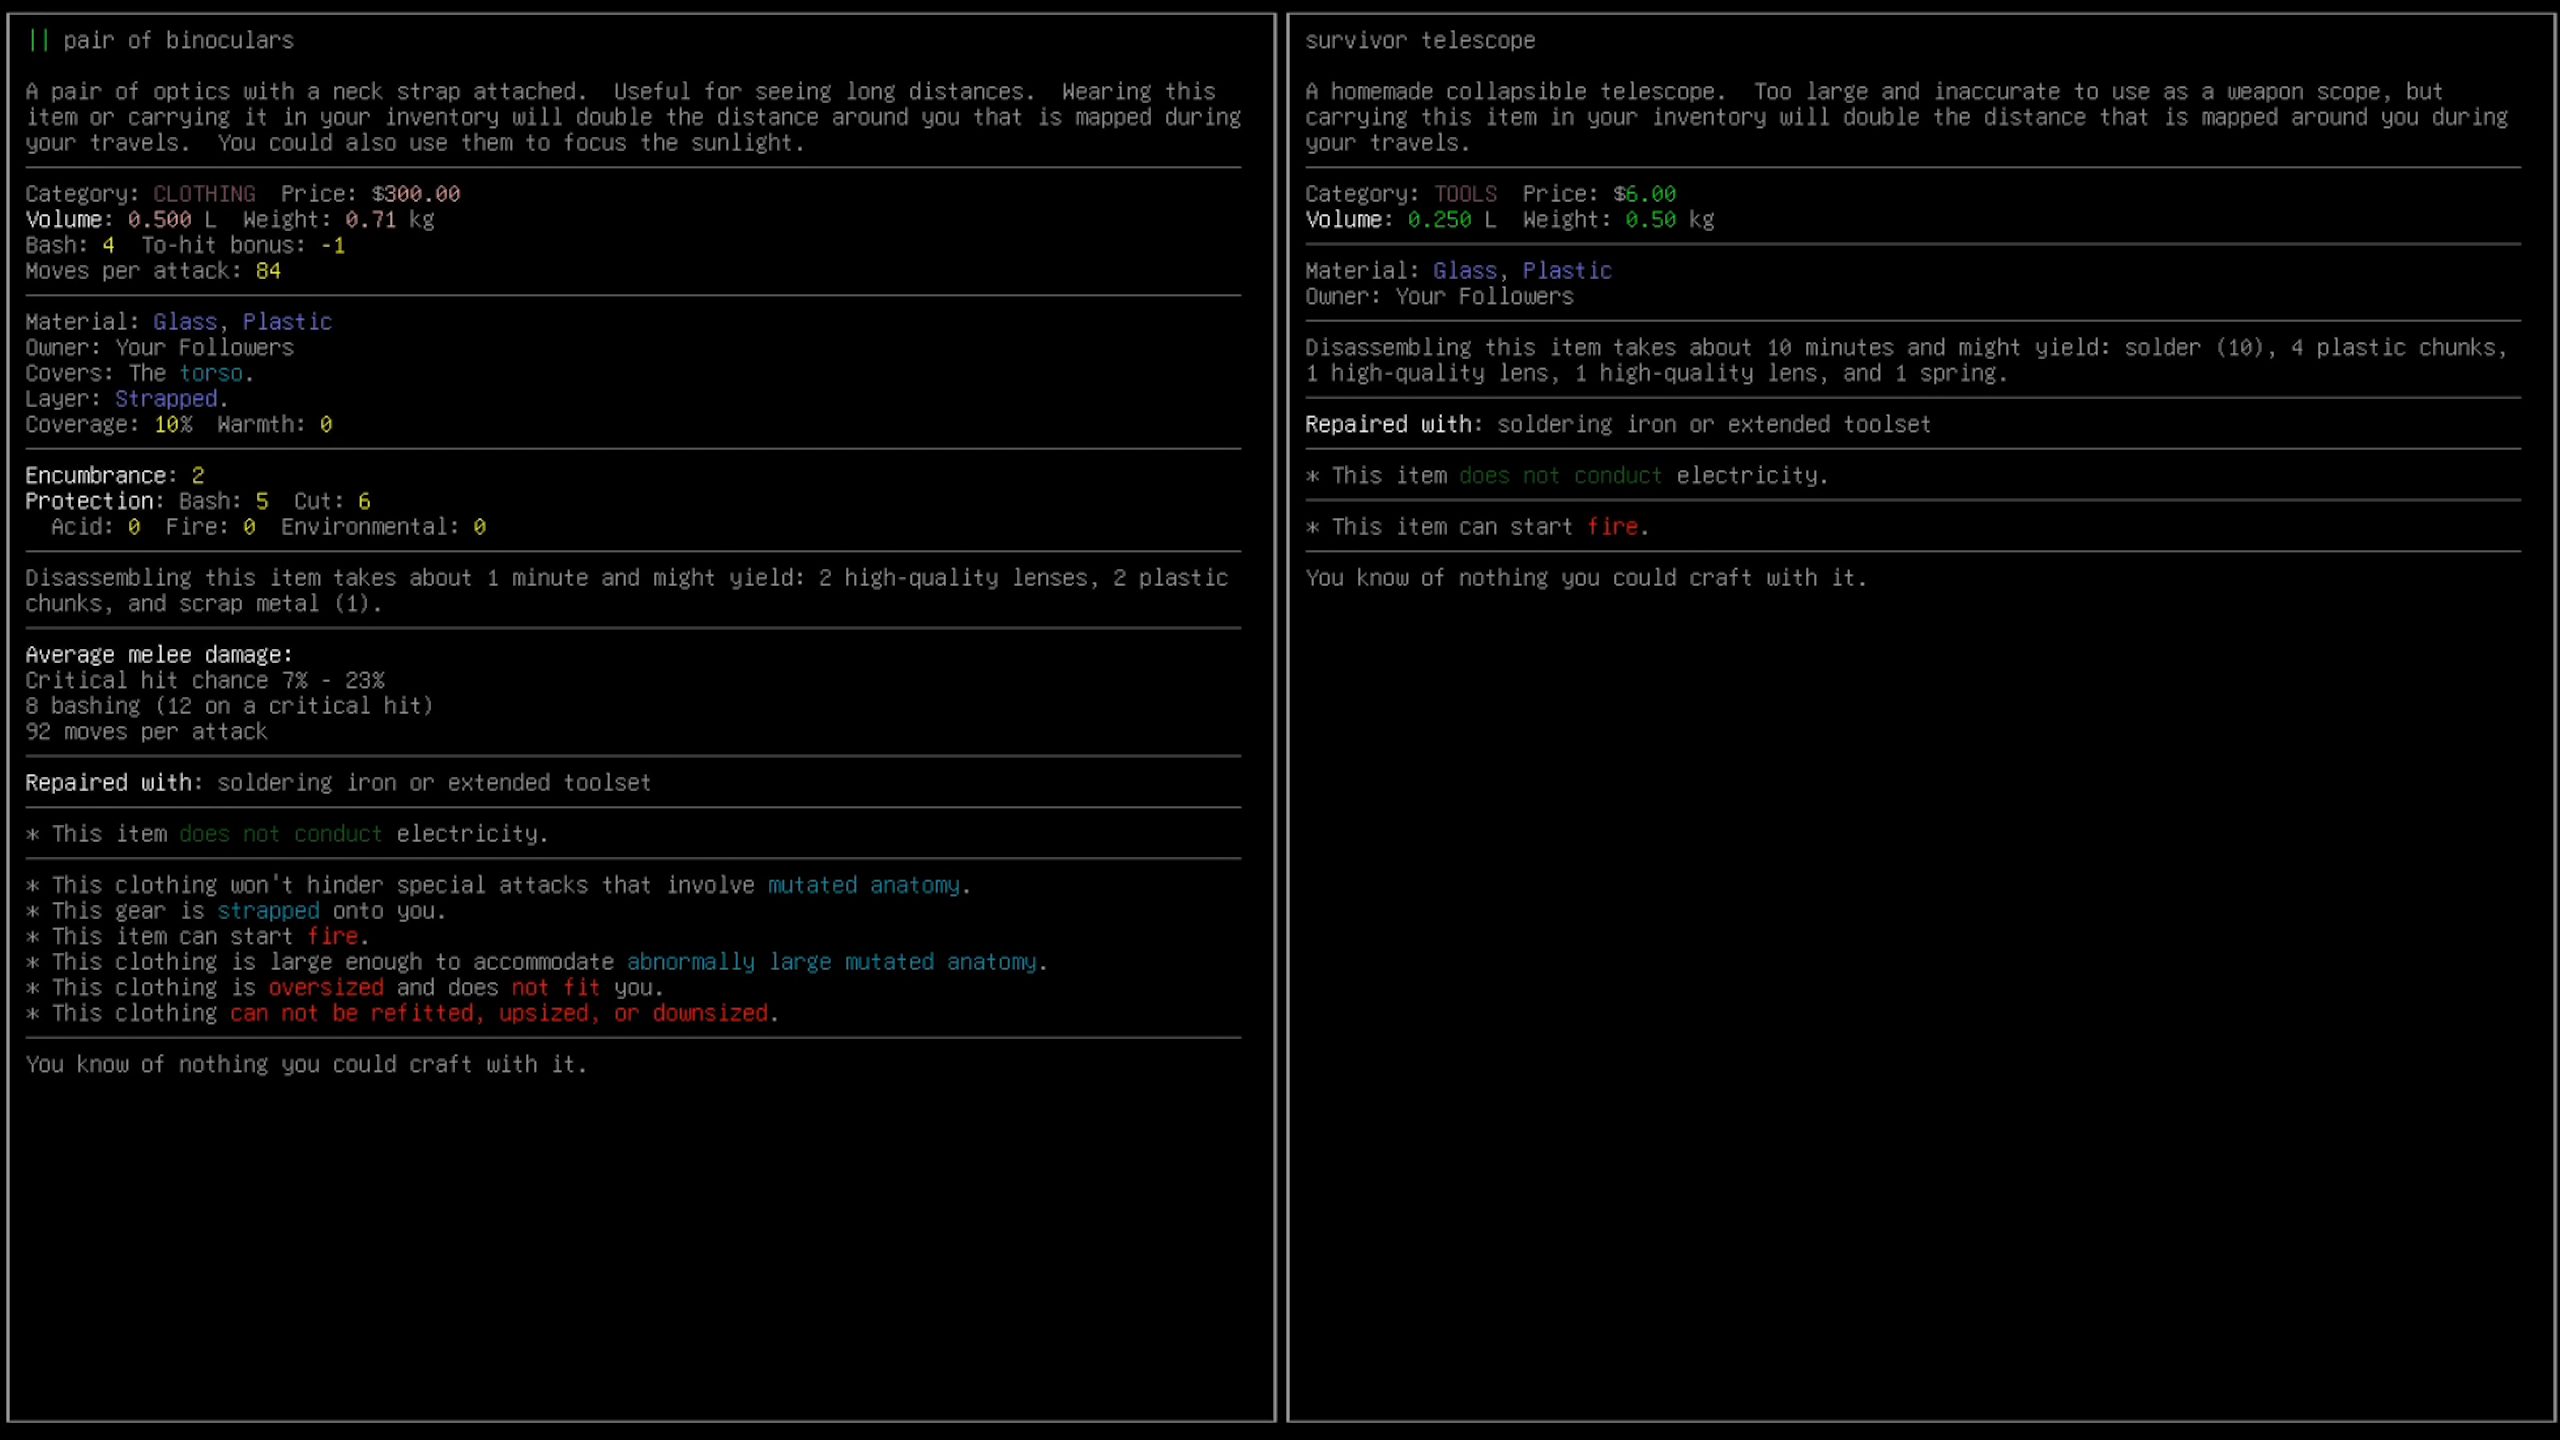 || pair of binoculars
A pair of optics with a neck strap attached.  Useful for seeing long distances.  Wearing this
item or carrying it in your inventory will double the distance around you that is mapped during
your travels.  You could also use them to focus the sunlight.
Category: CLOTHING  Price: $300.00
Volume: 0.500 L  Weight: 0.71 kg
Bash: 4  To-hit bonus: -1
Moves per attack: 84
Material: Glass, Plastic
Owner: Your Followers
Covers: The torso.
Layer: Strapped.
Coverage: 10%  Warmth: 0
Encumbrance: 2
Protection: Bash: 5  Cut: 6
Acid: 0  Fire: 0  Environmental: 0
Disassembling this item takes about 1 minute and might yield: 2 high-quality lenses, 2 plastic
chunks, and scrap metal (1).
Average melee damage:
Critical hit chance 7% - 23%
8 bashing (12 on a critical hit)
92 moves per attack
Repaired with: soldering iron or extended toolset
* This item does not conduct electricity.
* This clothing won't hinder special attacks that involve mutated anatomy.
* This gear is strapped onto you.
* This item can start fire.
* This clothing is large enough to accommodate abnormally large mutated anatomy.
* This clothing is oversized and does not fit you.
* This clothing can not be refitted, upsized, or downsized.
You know of nothing you could craft with it.
survivor telescope
A homemade collapsible telescope.  Too large and inaccurate to use as a weapon scope, but
carrying this item in your inventory will double the distance that is mapped around you during
your travels.
Category: TOOLS  Price: $6.00
Volume: 0.250 L  Weight: 0.50 kg
Material: Glass, Plastic
Owner: Your Followers
Disassembling this item takes about 10 minutes and might yield: solder (10), 4 plastic chunks,
1 high-quality lens, 1 high-quality lens, and 1 spring.
Repaired with: soldering iron or extended toolset
* This item does not conduct electricity.
* This item can start fire.
You know of nothing you could craft with it.